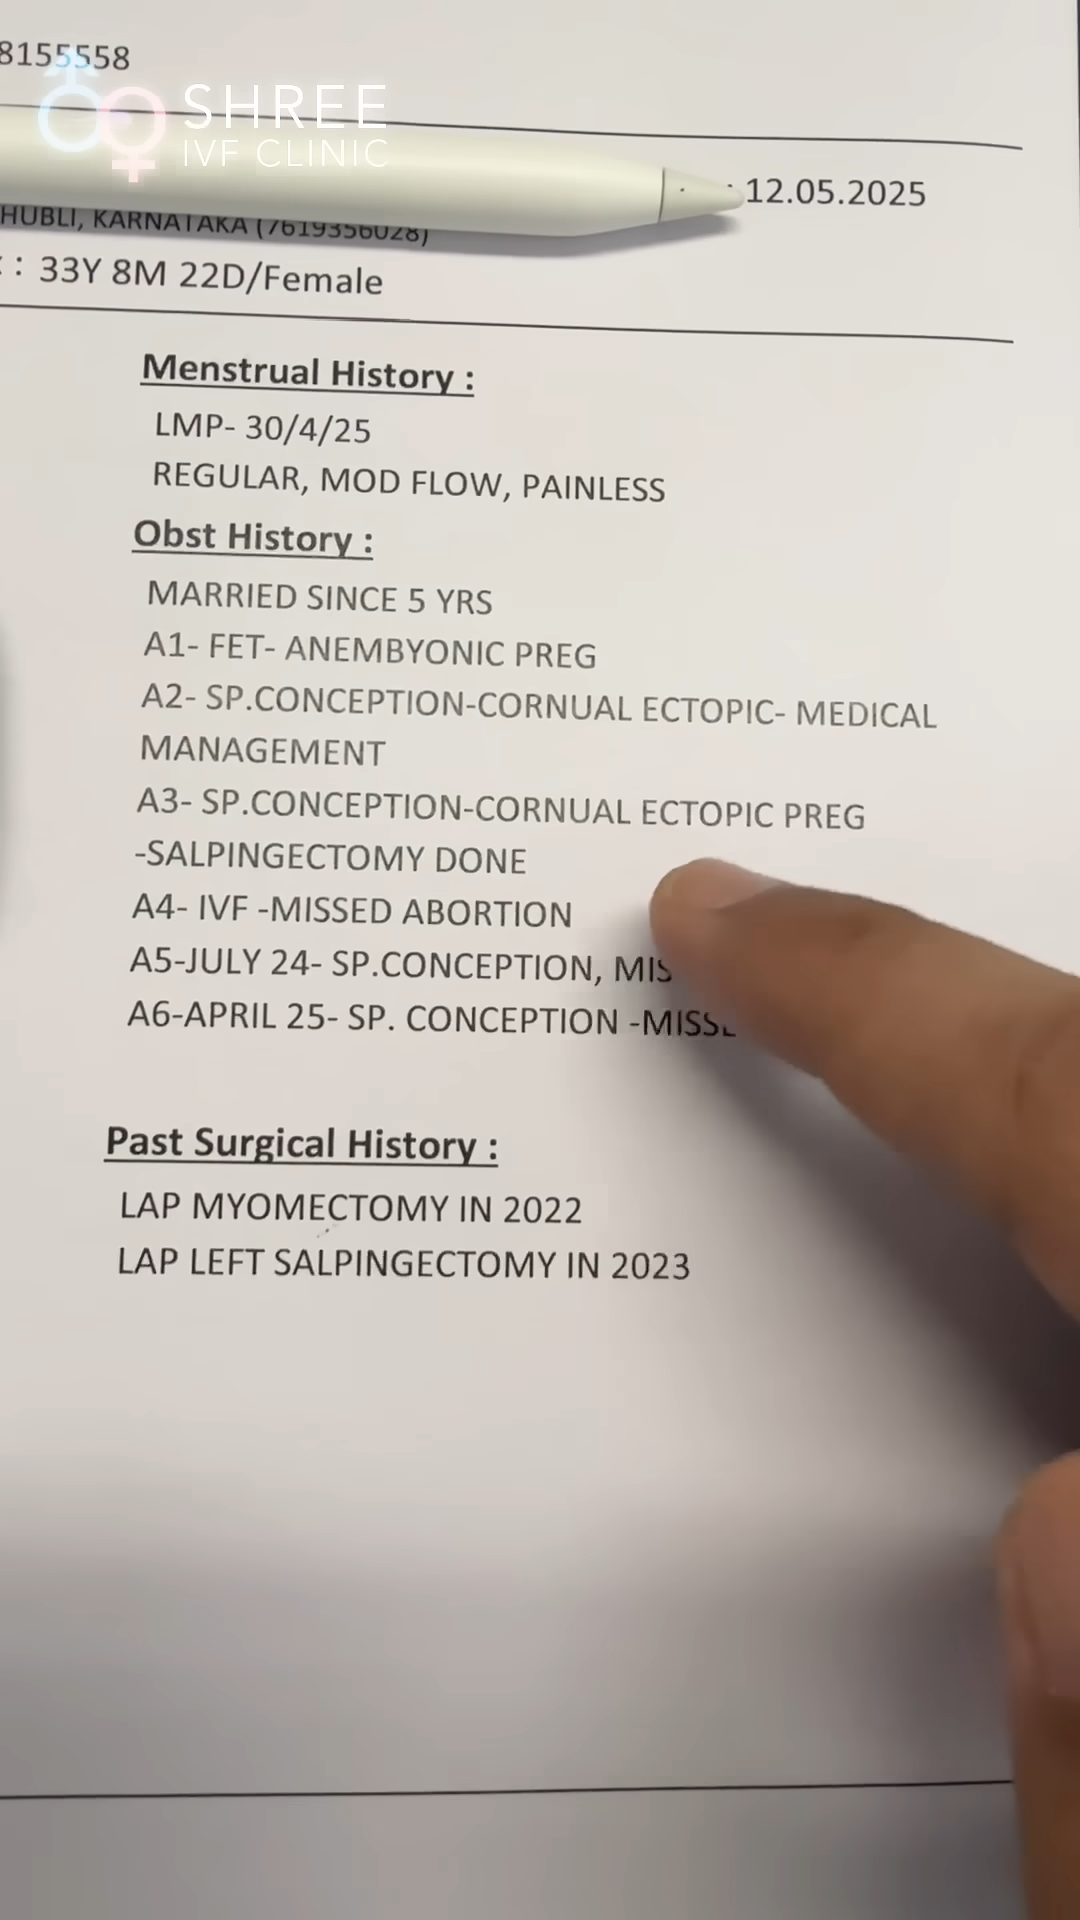 8155558
SHREE
IVF CLINIC
12.05.2025
HUBLI, KARNATAKA (7619356028)
: 33Y 8M 22D/Female
Menstrual History :
LMP- 30/4/25
REGULAR, MOD FLOW, PAINLESS
Obst History :
MARRIED SINCE 5 YRS
A1- FET- ANEMBYONIC PREG
A2- SP.CONCEPTION-CORNUAL ECTOPIC- MEDICAL
MANAGEMENT
A3- SP.CONCEPTION-CORNUAL ECTOPIC PREG
-SALPINGECTOMY DONE
A4- IVF -MISSED ABORTION
A5-JULY 24- SP.CONCEPTION, MIS
A6-APRIL 25- SP. CONCEPTION -MISS
Past Surgical History :
LAP MYOMECTOMY IN 2022
LAP LEFT SALPINGECTOMY IN 2023